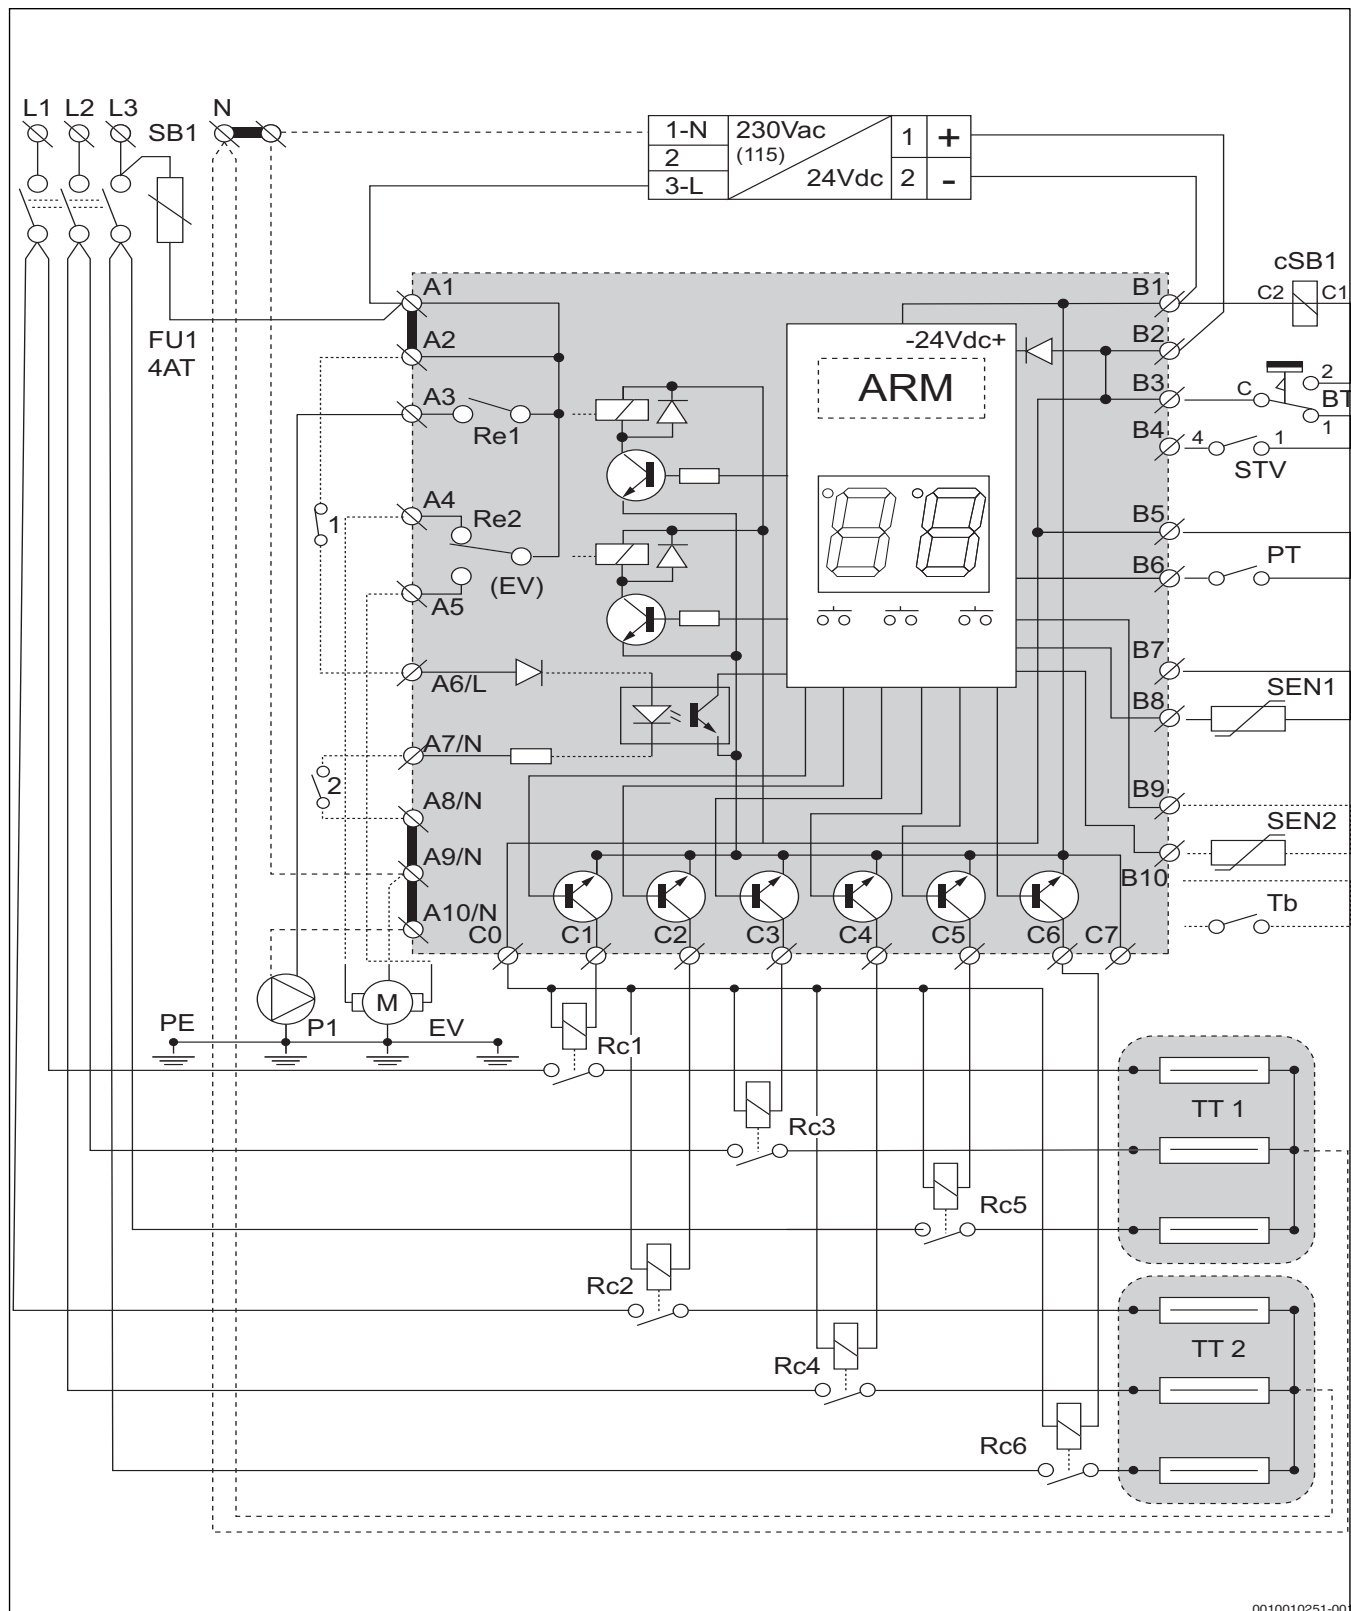 L1 L2 L3 SB1 N
1-N 230Vac 1 +
2 (115)
3-L 24Vdc 2 -
cSB1
A1 B1 C2 C1
FU1 A2 -24Vdc+ B2
4AT ARM
2
A3 B3 C BT
Re1 1
B4 4 1
STV
A4 Re2 B5
1
B6 PT
A5 (EV)
A6/L B7
B8 SEN1
A7/N
2
A8/N B9
SEN2
A9/N
B10
A10/N Tb
C0 C1 C2 C3 C4 C5 C6 C7
M
PE P1 EV
Rc1
TT 1
Rc3
Rc5
Rc2
TT 2
Rc4
Rc6
0010010251-001